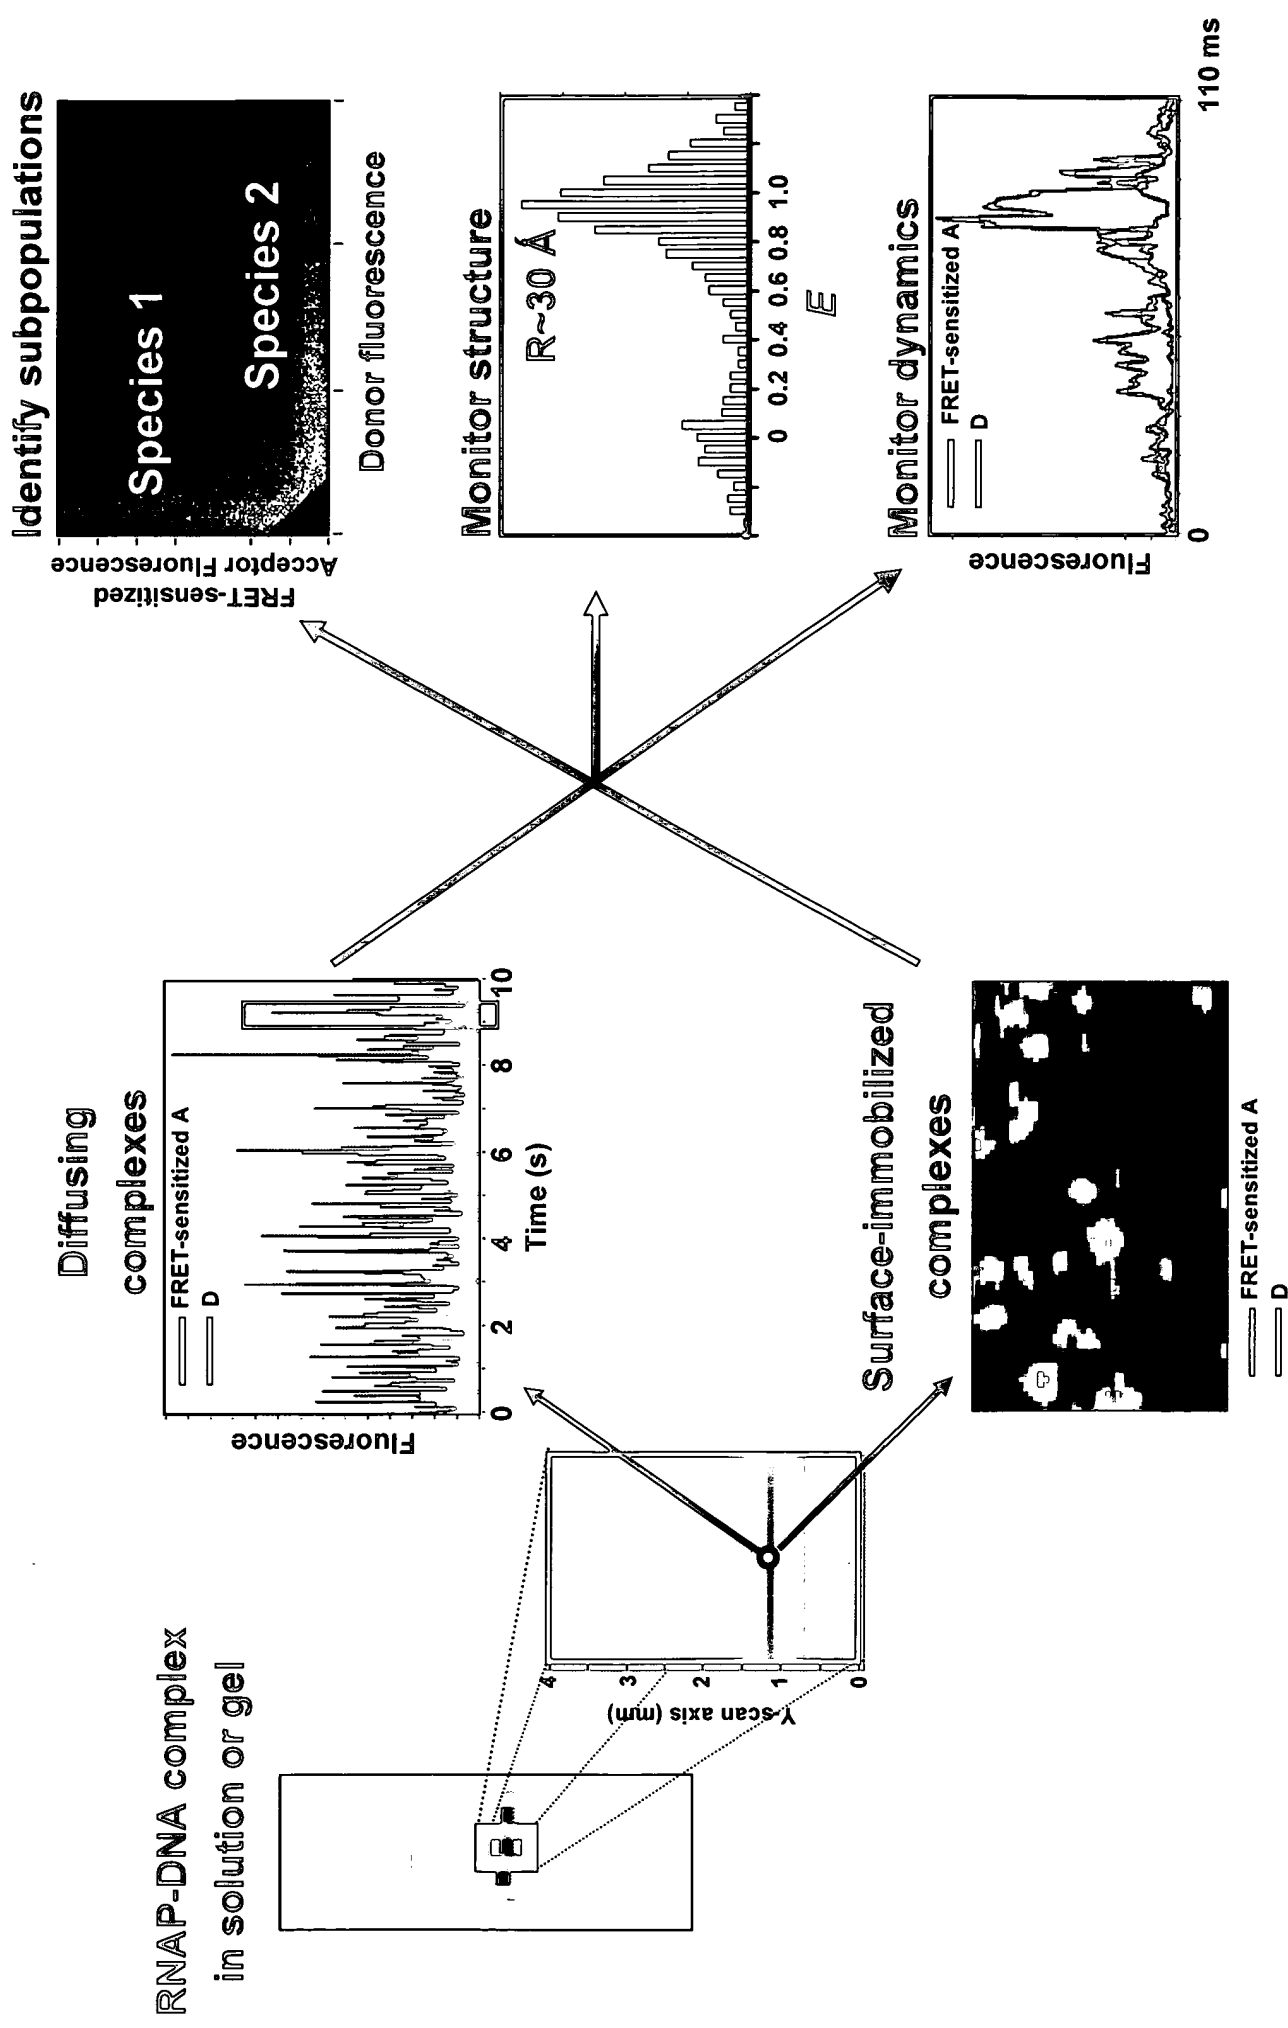 RNAP-DNA complex
in solution or gel
Y-scan axis (mm)
4
3
2
1
0
Diffusing
complexes
Fluorescence
FRET-sensitized A
D
0 2 4 6 8 10
Time (s)
Surface-immobilized
complexes
FRET-sensitized A
D
Identify subpopulations
FRET-sensitized
Acceptor Fluorescence
Species 1
Species 2
Donor fluorescence
Monitor structure
R~30 Å
0 0.2 0.4 0.6 0.8 1.0
E
Monitor dynamics
Fluorescence
FRET-sensitized A
D
0
110 ms